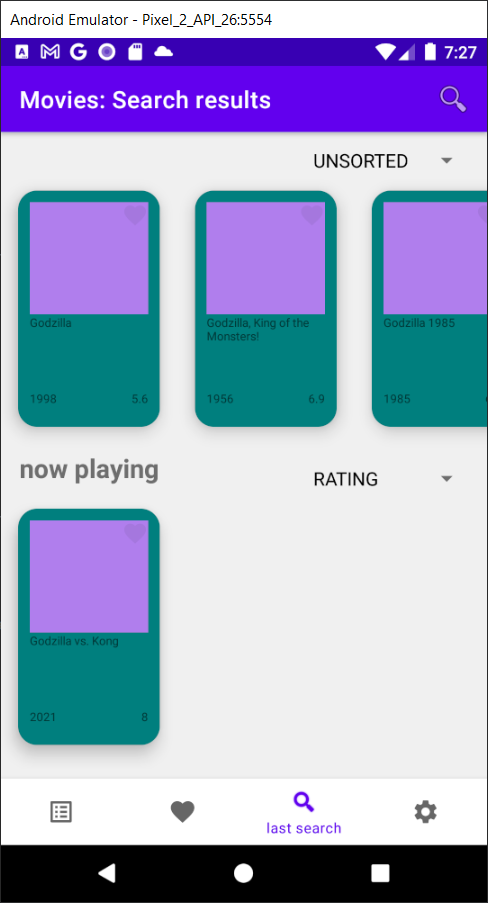 Android Emulator - Pixel_2_API_26:5554
7:27
Movies: Search results
UNSORTED
Godzilla
1998 5.6
Godzilla, King of the
Monsters!
1956 6.9
Godzilla 1985
1985
now playing
RATING
Godzilla vs. Kong
2021 8
last search